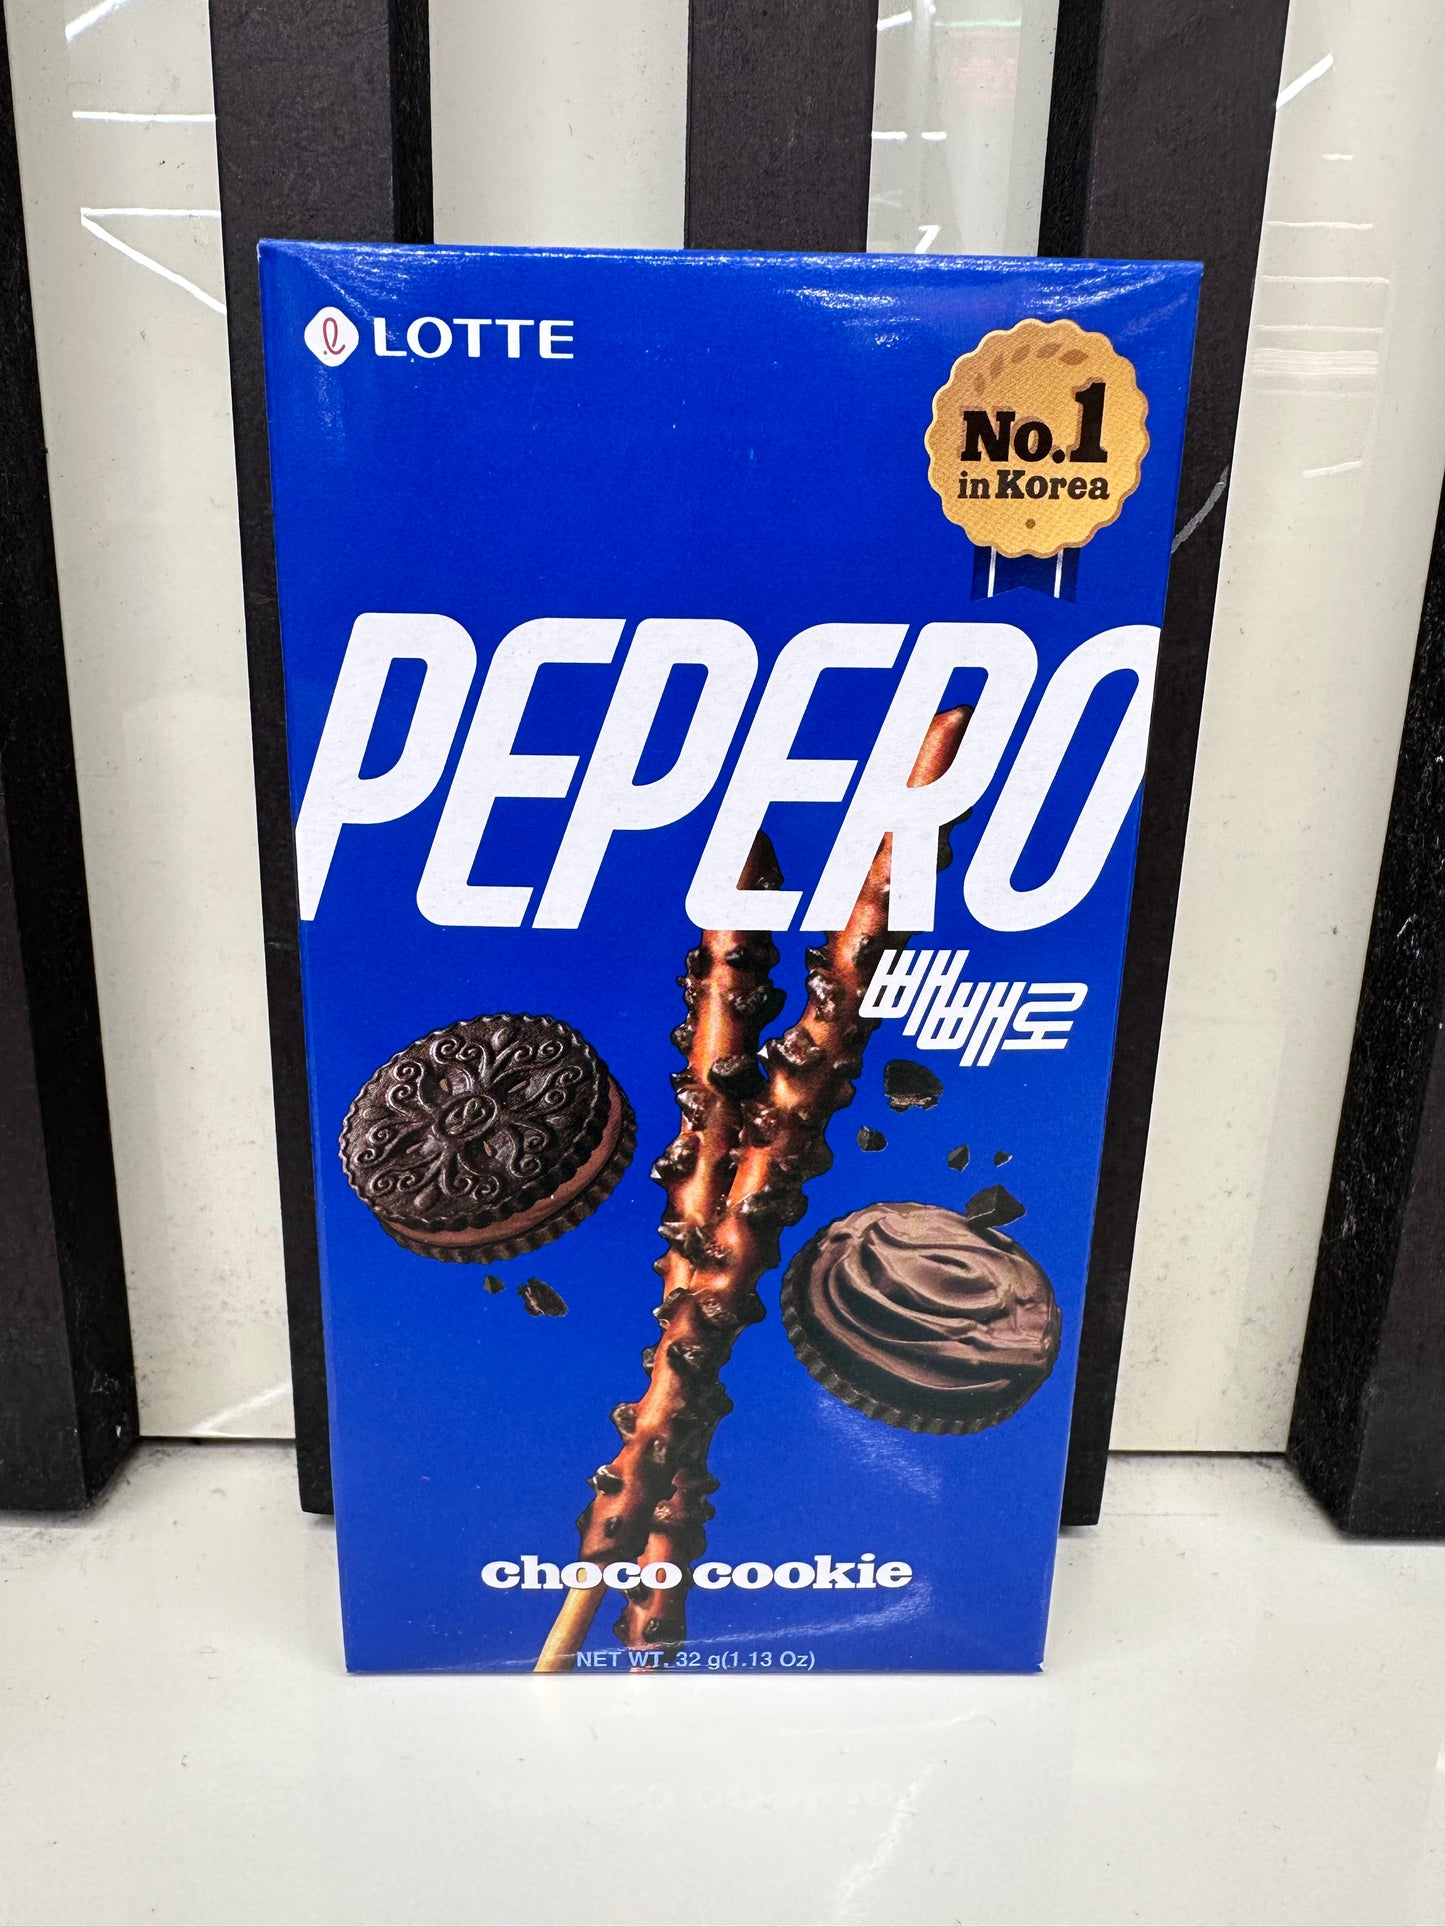 LOTTE
No.1
in Korea
PEPERO
빼빼로
choco cookie
NET WT. 32 g(1.13 Oz)